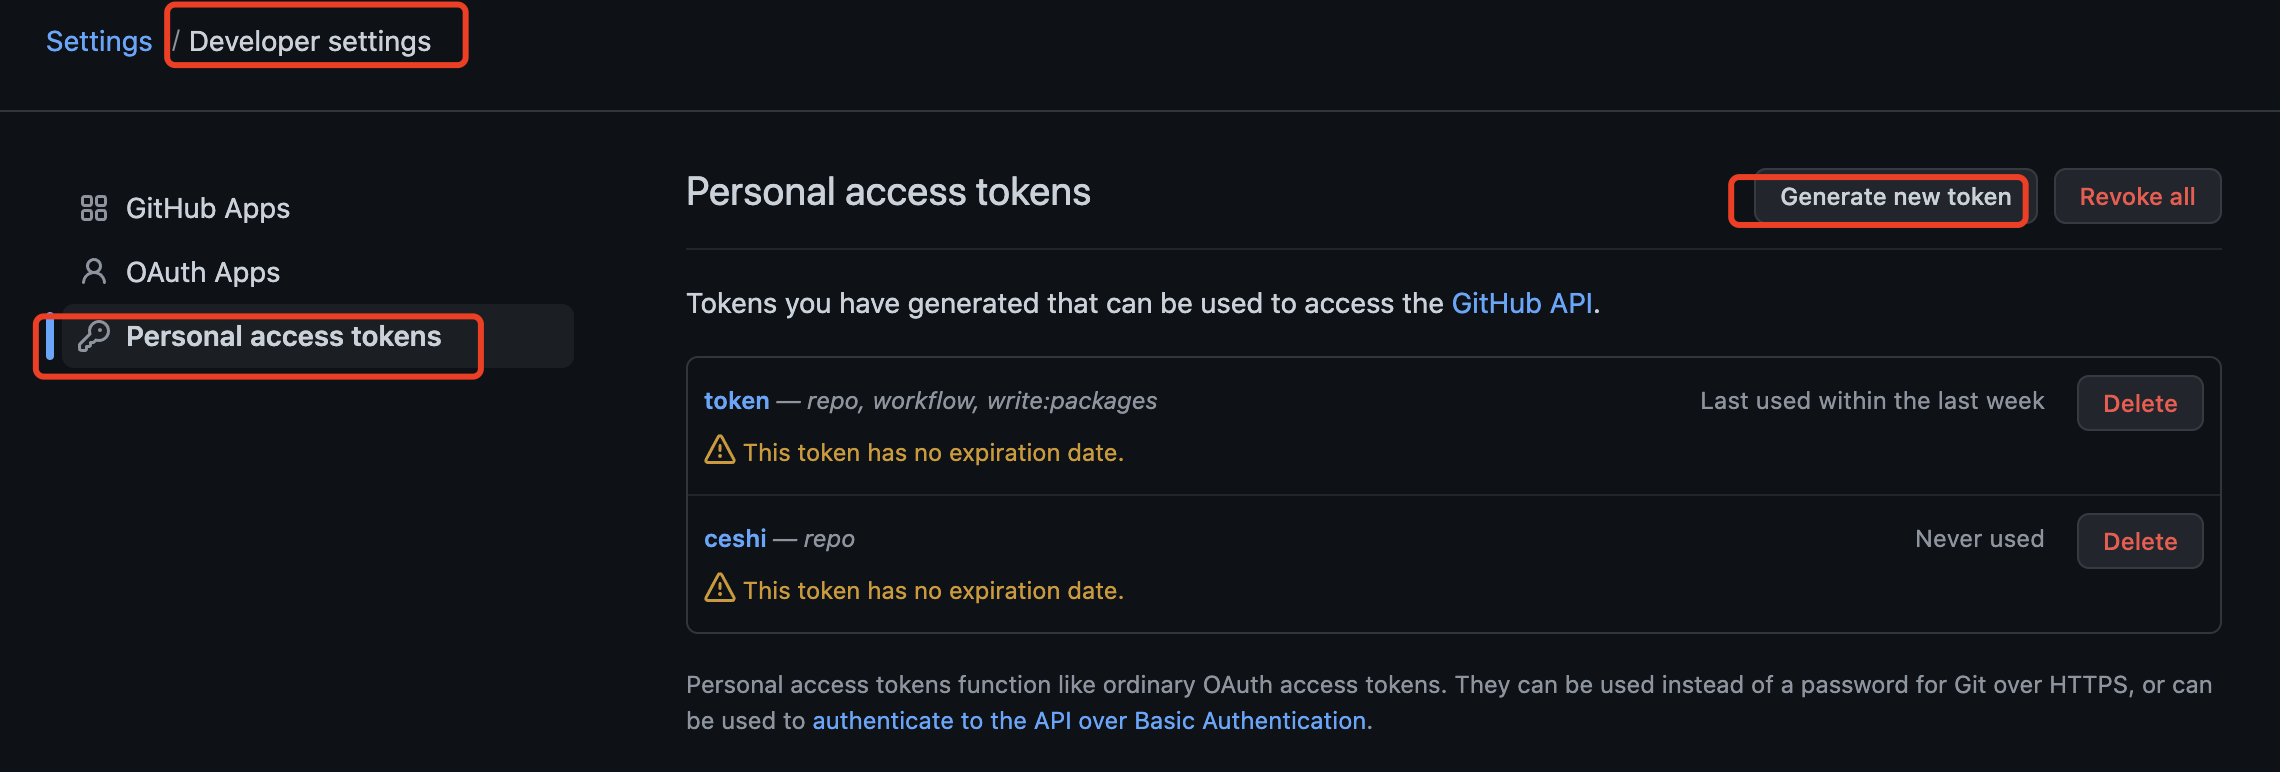 Settings / Developer settings
GitHub Apps
OAuth Apps
Personal access tokens
Personal access tokens
Generate new token
Revoke all
Tokens you have generated that can be used to access the GitHub API.
token — repo, workflow, write:packages
Last used within the last week
Delete
This token has no expiration date.
ceshi — repo
Never used
Delete
This token has no expiration date.
Personal access tokens function like ordinary OAuth access tokens. They can be used instead of a password for Git over HTTPS, or can
be used to authenticate to the API over Basic Authentication.